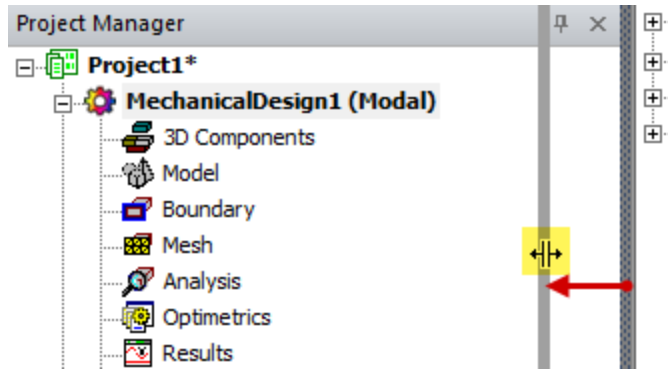 Project Manager
Project1*
MechanicalDesign1 (Modal)
3D Components
Model
Boundary
Mesh
Analysis
Optimetrics
Results